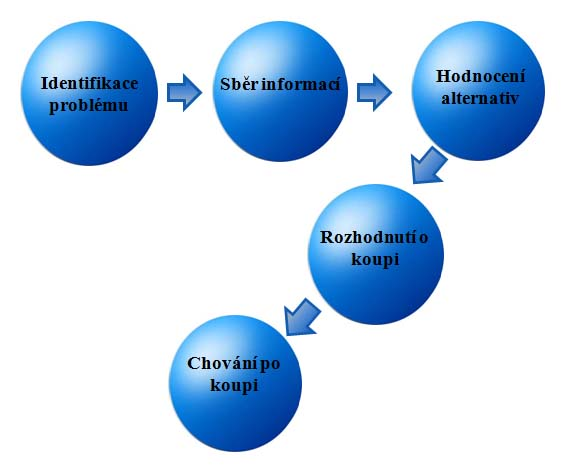 Identifikace
problému
Sběr informací
Hodnocení
alternativ
Rozhodnutí o
koupi
Chování po
koupi